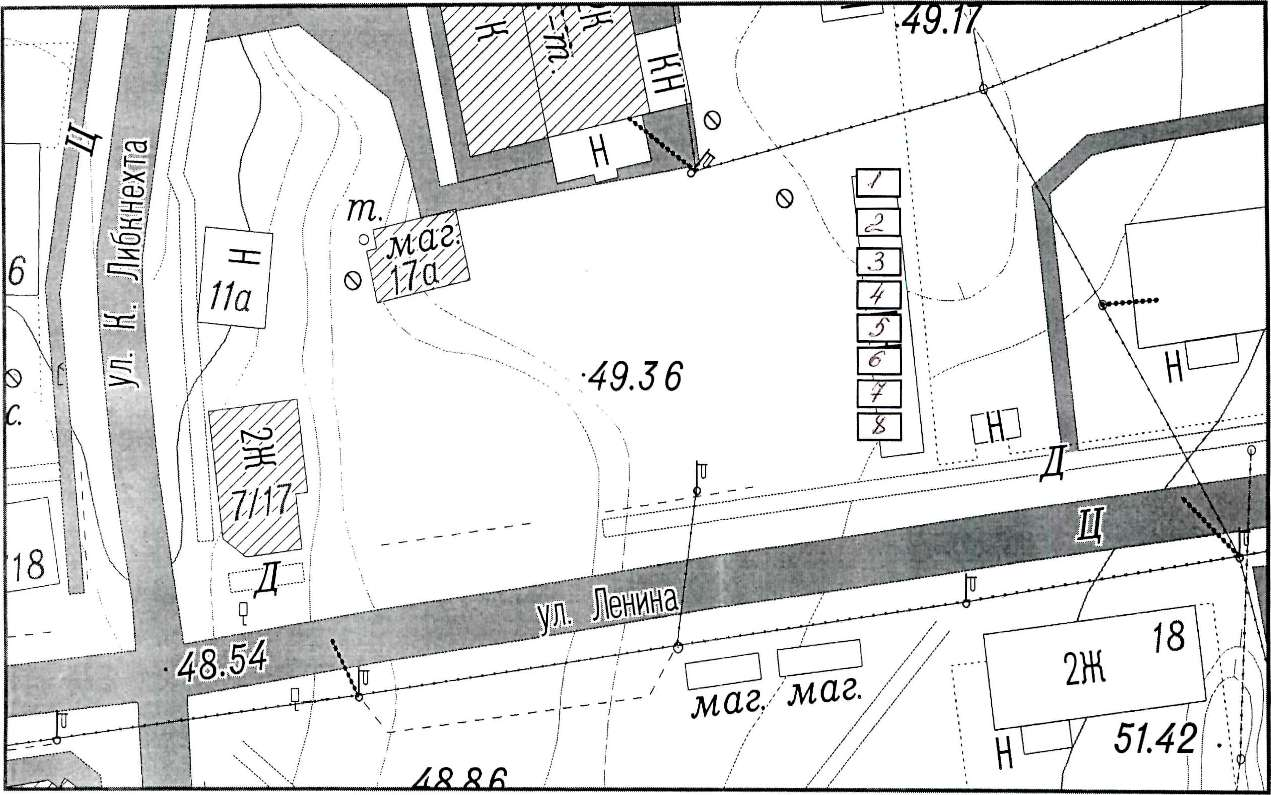 49.17
К
-т.
КН
Ц
Н
1
2
3
4
5
6
7
8
ул. К. Либкнехта
т.
маг.
17а
Н
11а
6
49.36
Н
с.
2Ж
7/17
Н
Д
Ц
18
Д
ул. Ленина
48.54
18
2Ж
маг.
маг.
Н
51.42
48.86